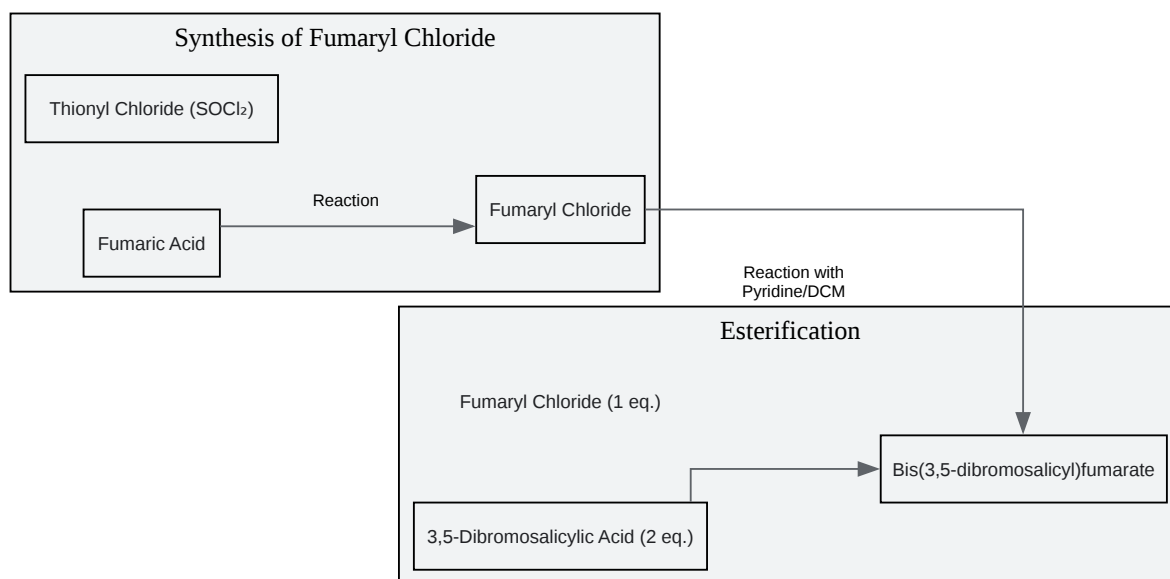 Synthesis of Fumaryl Chloride
Thionyl Chloride (SOCl₂)
Reaction
Fumaryl Chloride
Fumaric Acid
Reaction with
Pyridine/DCM
Esterification
Fumaryl Chloride (1 eq.)
Bis(3,5-dibromosalicyl)fumarate
3,5-Dibromosalicylic Acid (2 eq.)